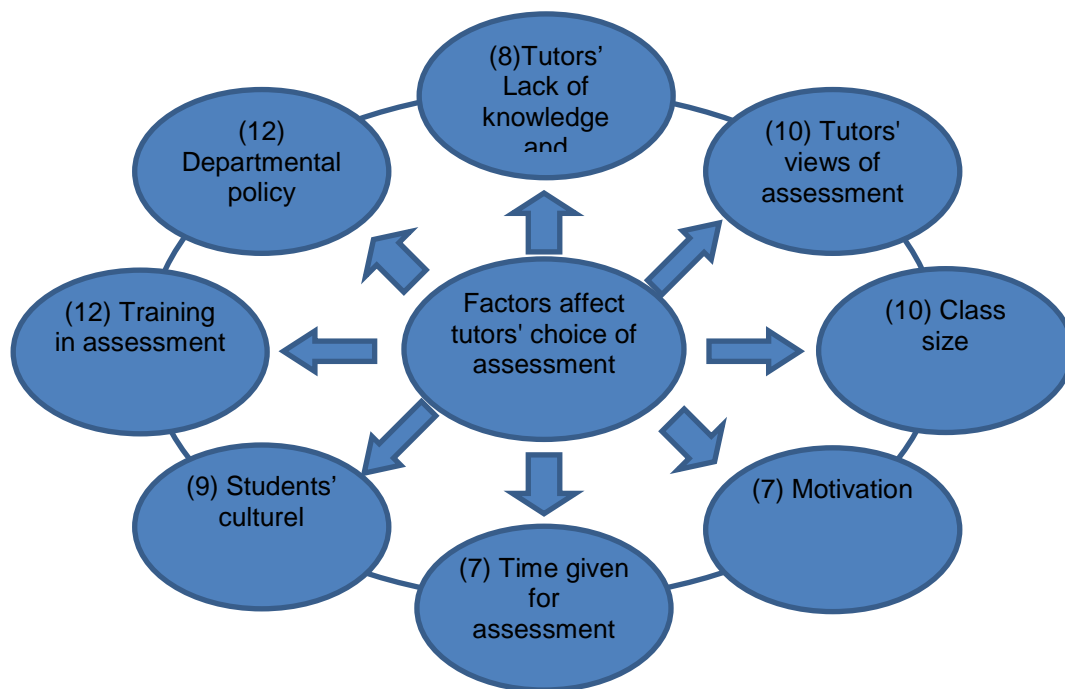 (8)Tutors’
Lack of
knowledge
and
(12)
Departmental
policy
(10) Tutors'
views of
assessment
(12) Training
in assessment
Factors affect
tutors' choice of
assessment
(10) Class
size
(9) Students’
culturel
(7) Motivation
(7) Time given
for
assessment